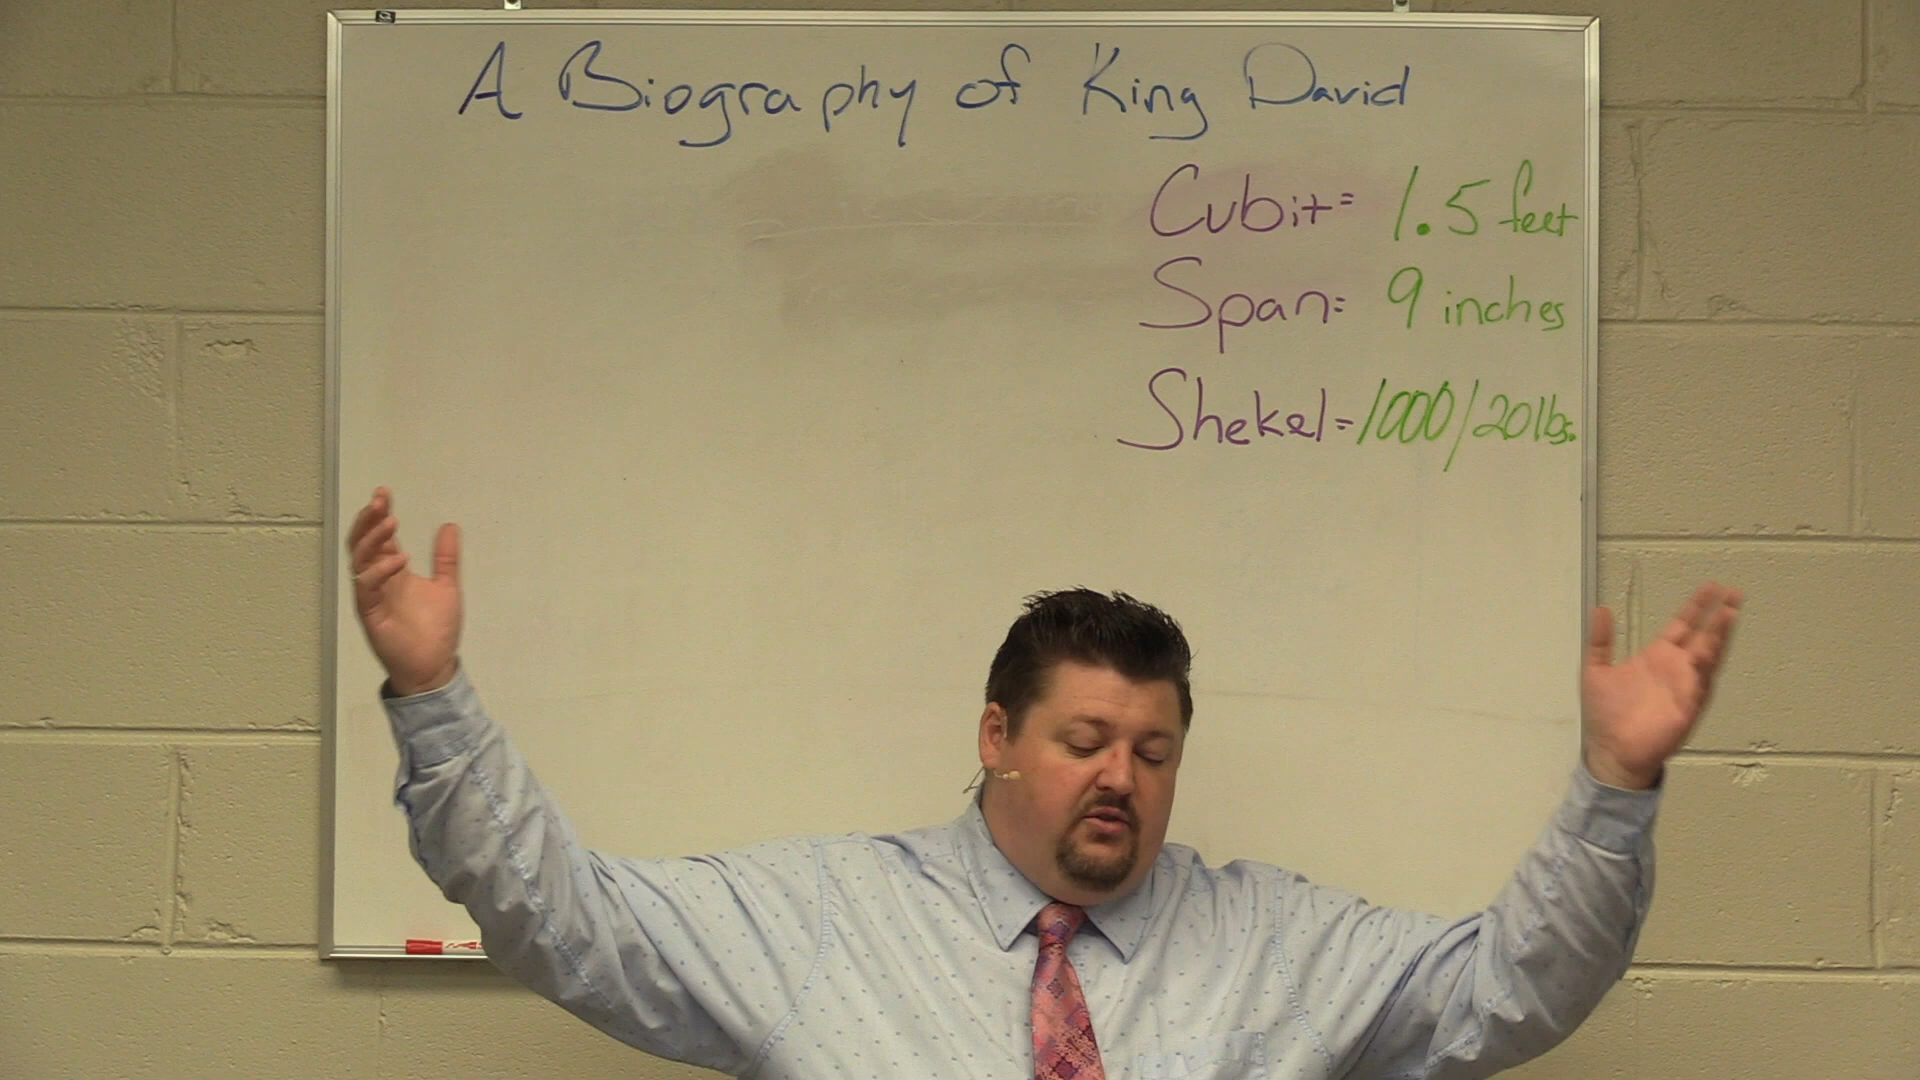 A Biography of King David
Cubit= 1.5 feet
Span= 9 inches
Shekel=1000/20lbs.